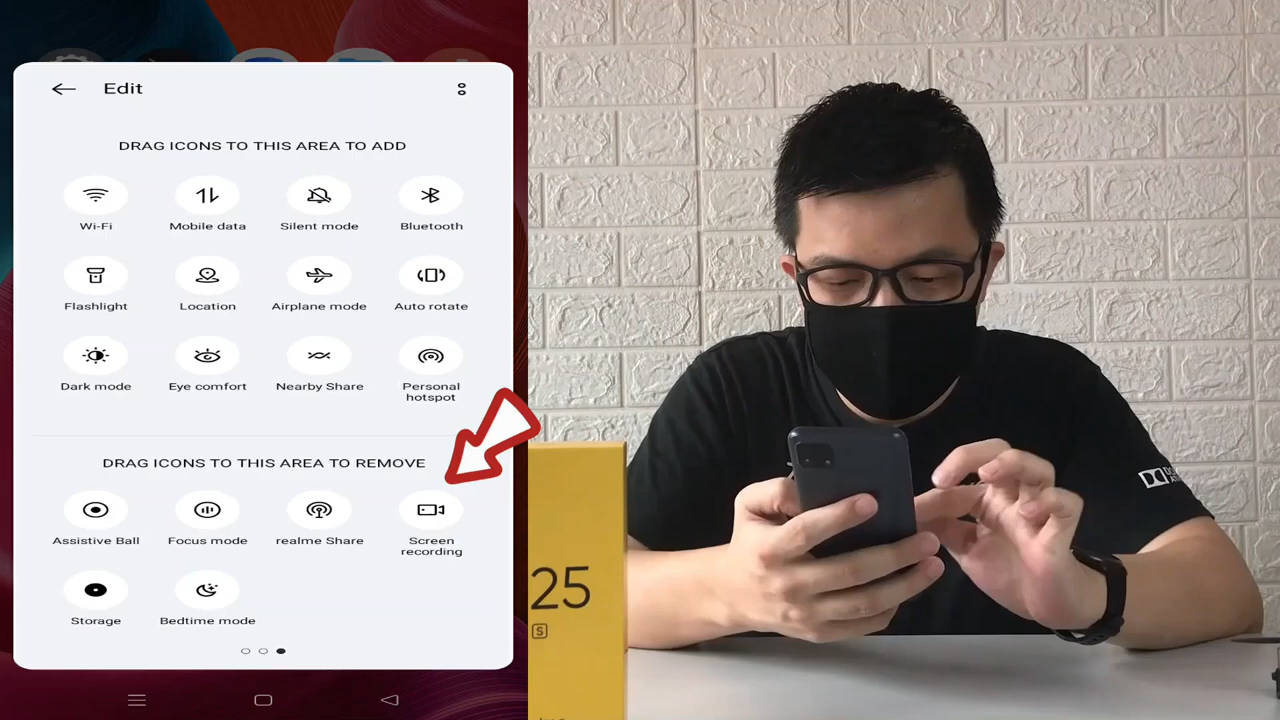 Edit
DRAG ICONS TO THIS AREA TO ADD
Wi-Fi
Mobile data
Silent mode
Bluetooth
Flashlight
Location
Airplane mode
Auto rotate
Dark mode
Eye comfort
Nearby Share
Personal
hotspot
DRAG ICONS TO THIS AREA TO REMOVE
Assistive Ball
Focus mode
realme Share
Screen
recording
Storage
Bedtime mode
25
S